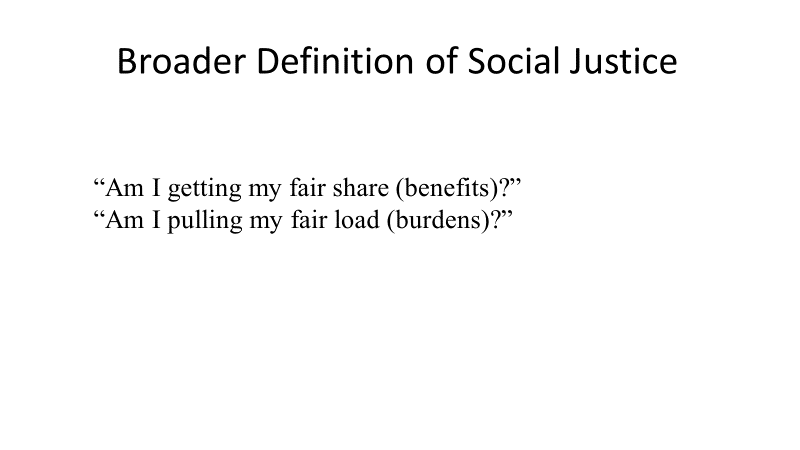 Broader Definition of Social Justice
“Am I getting my fair share (benefits)?”
“Am I pulling my fair load (burdens)?”